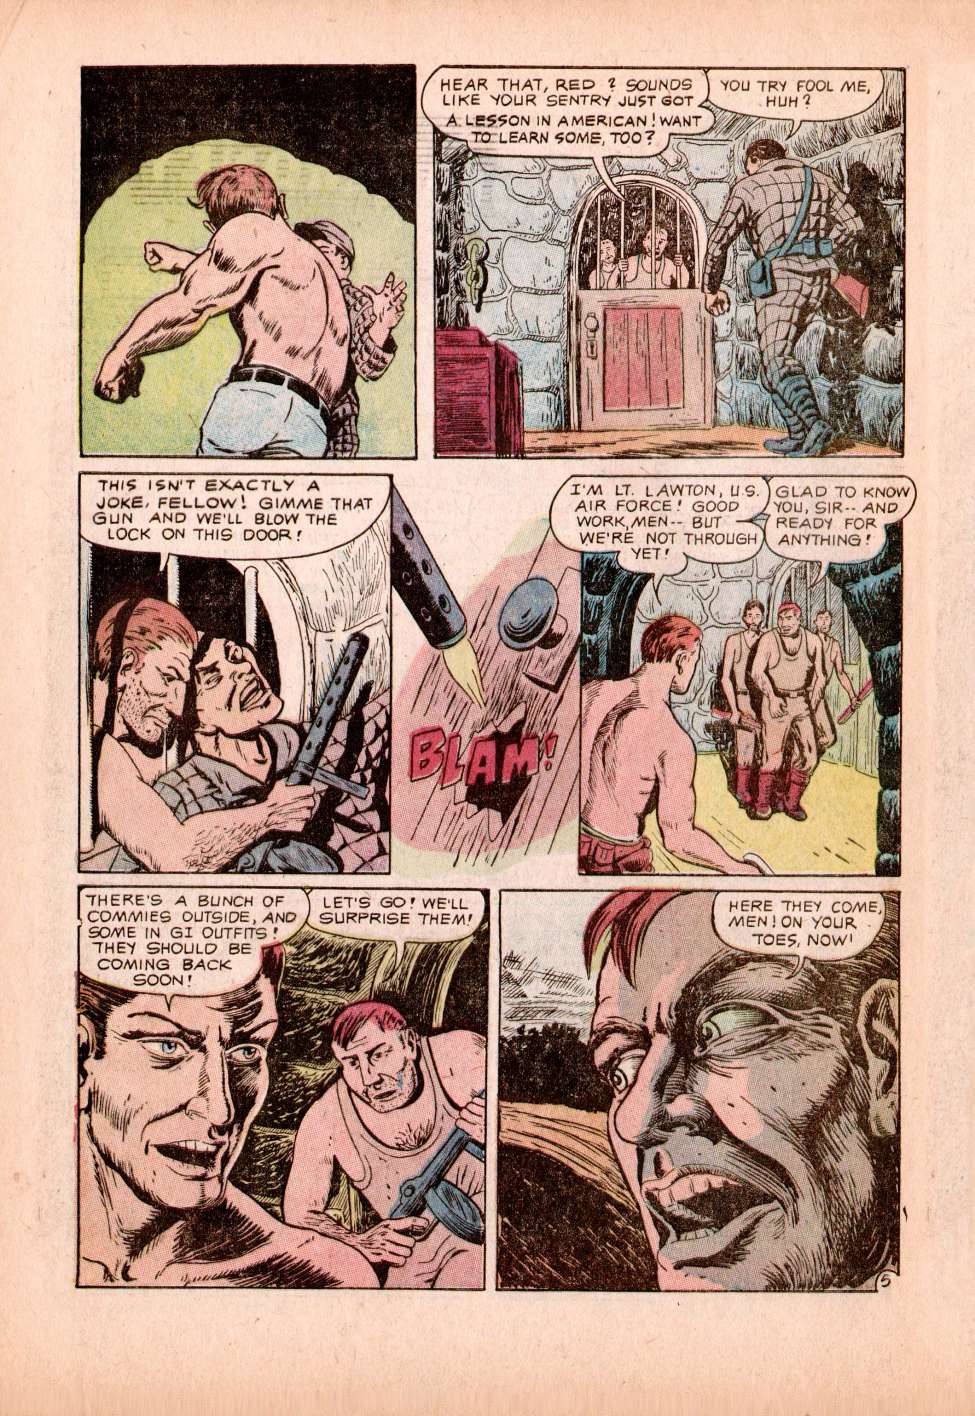 HEAR THAT, RED? SOUNDS
LIKE YOUR SENTRY JUST GOT
A LESSON IN AMERICAN! WANT
TO LEARN SOME, TOO?
YOU TRY FOOL ME,
HUH?
THIS ISN'T EXACTLY A
JOKE, FELLOW! GIMME THAT
GUN AND WE'LL BLOW THE
LOCK ON THIS DOOR!
BLAM!
I'M LT. LAWTON, U.S.
AIR FORCE! GOOD
WORK, MEN-- BUT
WE'RE NOT THROUGH
YET!
GLAD TO KNOW
YOU, SIR-- AND
READY FOR
ANYTHING!
THERE'S A BUNCH OF
COMMIES OUTSIDE, AND
SOME IN GI OUTFITS!
THEY SHOULD BE
COMING BACK
SOON!
LET'S GO! WE'LL
SURPRISE THEM!
HERE THEY COME,
MEN! ON YOUR
TOES, NOW!
5